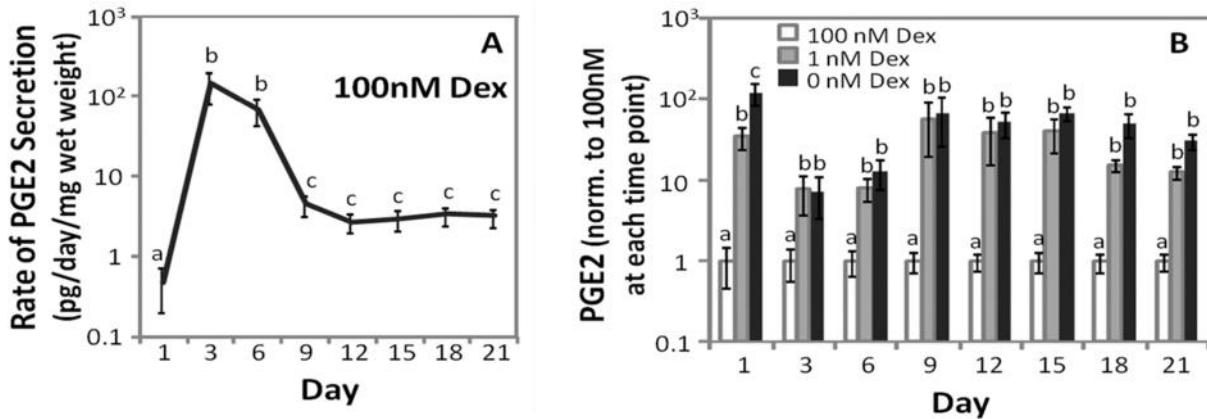 A
100nM Dex
Rate of PGE2 Secretion
(pg/day/mg wet weight)
10³
10²
10
1
0.1
a
b
b
c
c
c
c
c
1 3 6 9 12 15 18 21
Day
B
100 nM Dex
1 nM Dex
0 nM Dex
PGE2 (norm. to 100nM
at each time point)
10³
10²
10
1
0.1
a b c
a b b
a b b
a b b
a b b
a b b
a b b
a b b
1 3 6 9 12 15 18 21
Day